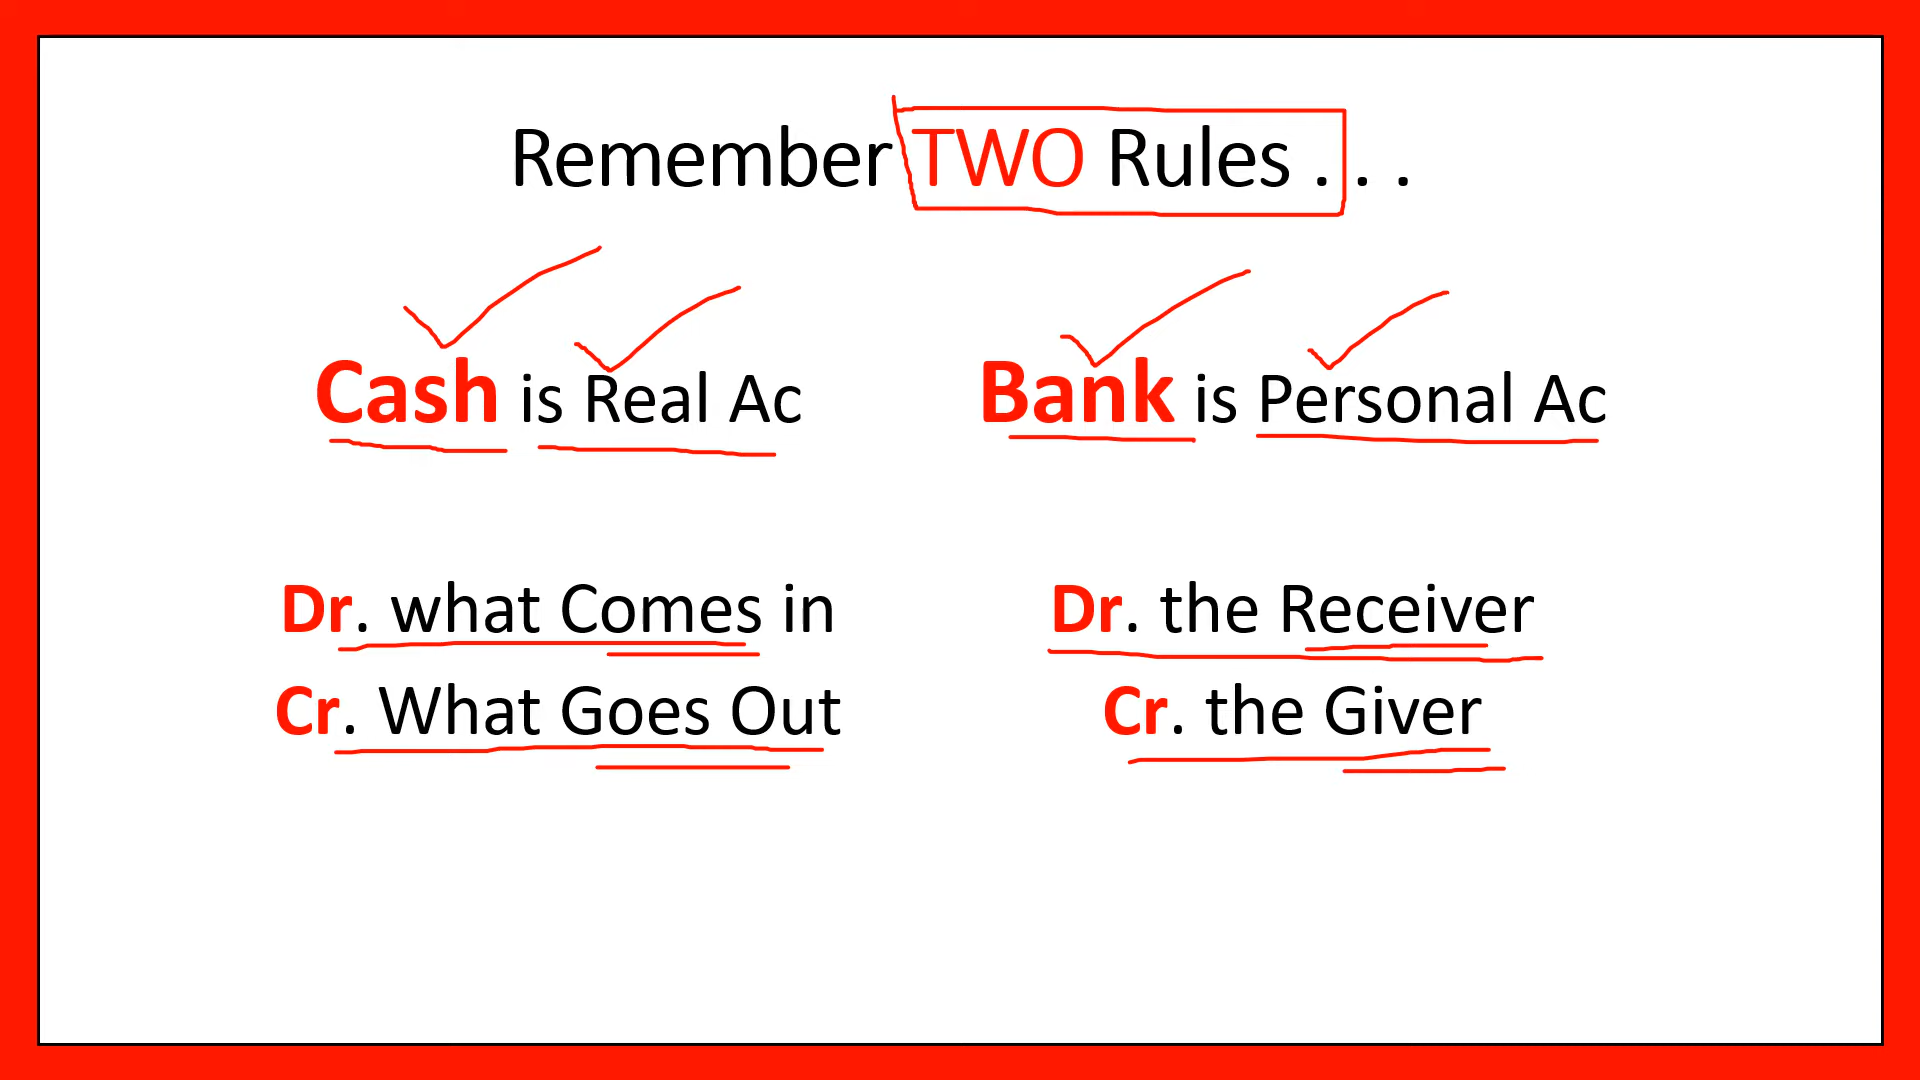 Remember TWO Rules . . .
Cash is Real Ac
Bank is Personal Ac
Dr. what Comes in
Cr. What Goes Out
Dr. the Receiver
Cr. the Giver